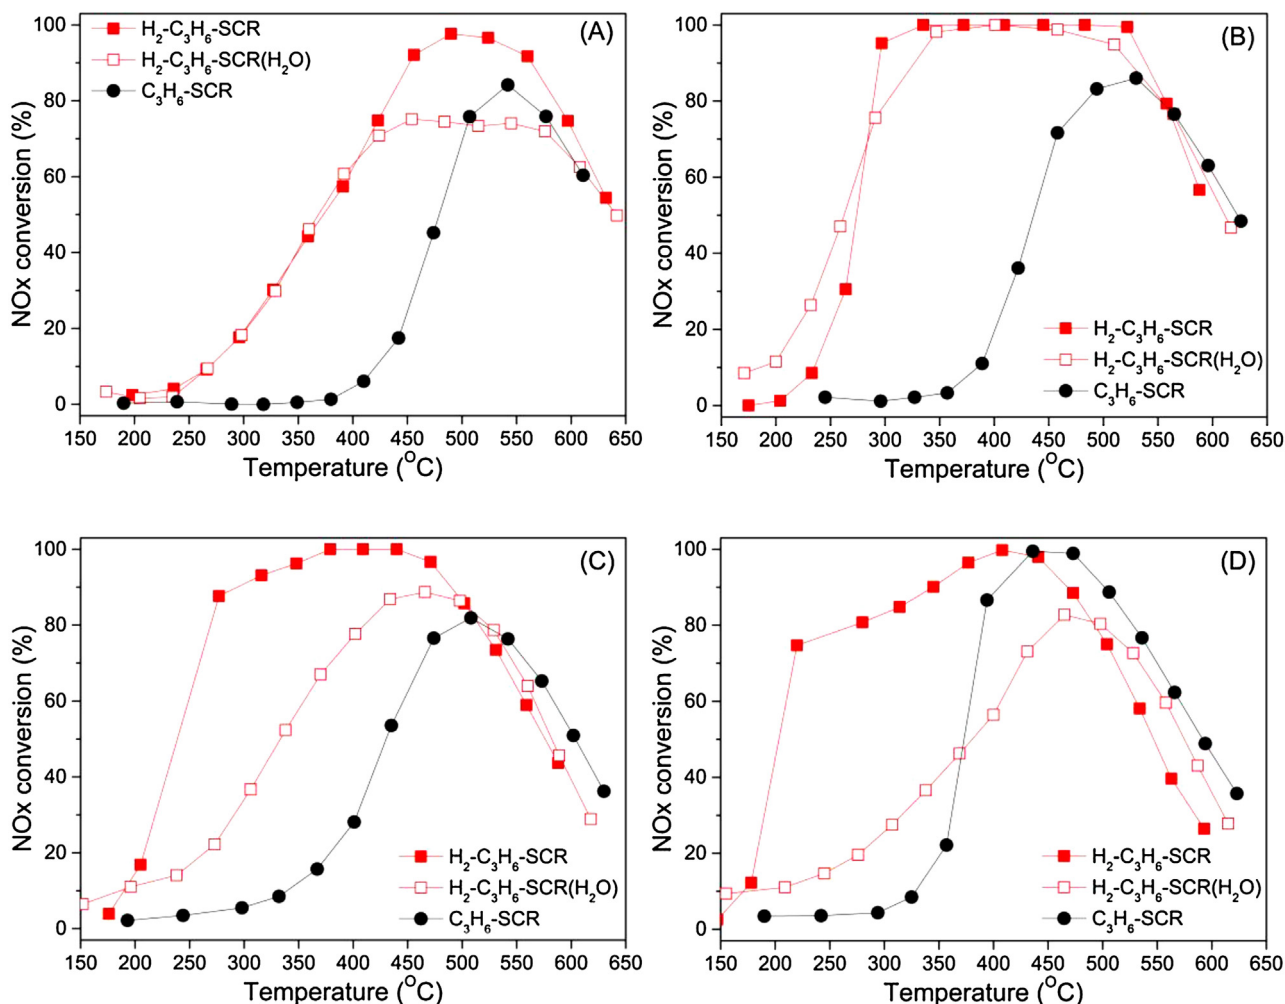 (A)
H₂-C₃H₆-SCR
H₂-C₃H₆-SCR(H₂O)
C₃H₆-SCR
NOx conversion (%)
100
80
60
40
20
0
150 200 250 300 350 400 450 500 550 600 650
Temperature (°C)
(B)
NOx conversion (%)
100
80
60
40
20
0
H₂-C₃H₆-SCR
H₂-C₃H₆-SCR(H₂O)
C₃H₆-SCR
150 200 250 300 350 400 450 500 550 600 650
Temperature (°C)
(C)
NOx conversion (%)
100
80
60
40
20
0
H₂-C₃H₆-SCR
H₂-C₃H₆-SCR(H₂O)
C₃H₆-SCR
150 200 250 300 350 400 450 500 550 600 650
Temperature (°C)
(D)
NOx conversion (%)
100
80
60
40
20
0
H₂-C₃H₆-SCR
H₂-C₃H₆-SCR(H₂O)
C₃H₆-SCR
150 200 250 300 350 400 450 500 550 600 650
Temperature (°C)